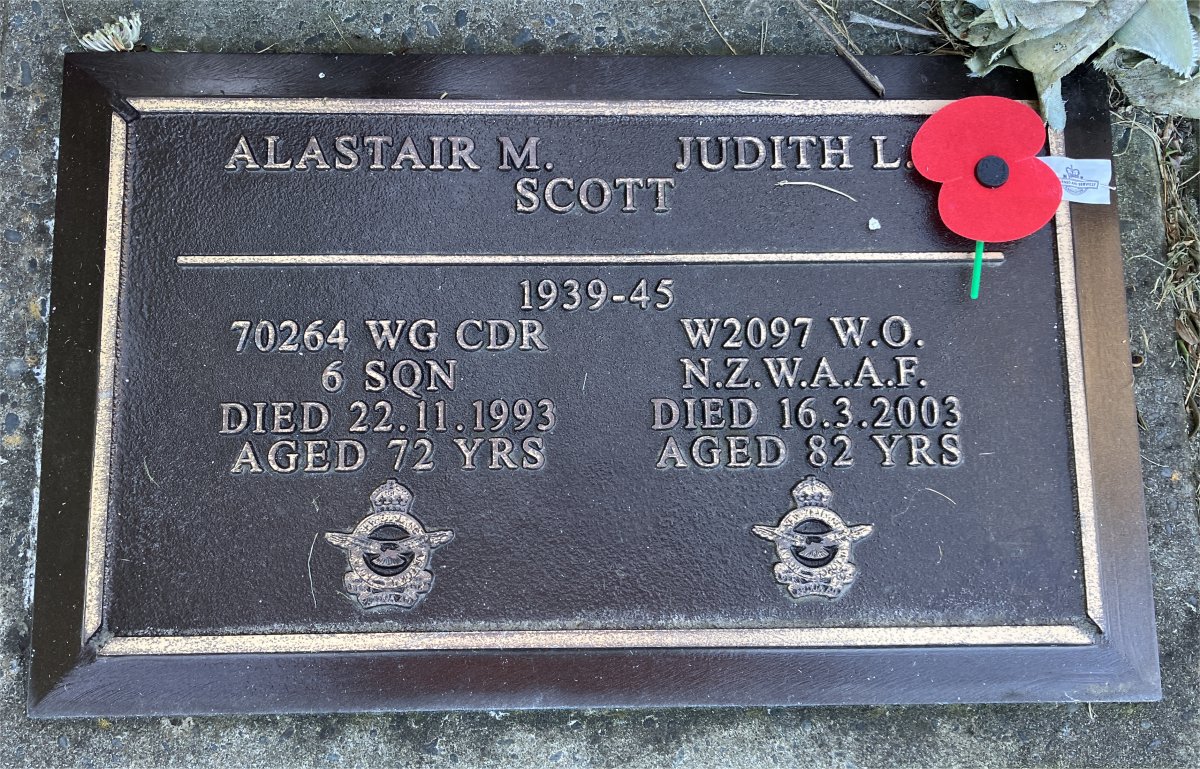 ALASTAIR M. JUDITH L.
SCOTT
1939-45
70264 WG CDR
6 SQN
DIED 22.11.1993
AGED 72 YRS
W2097 W.O.
N.Z.W.A.A.F.
DIED 16.3.2003
AGED 82 YRS